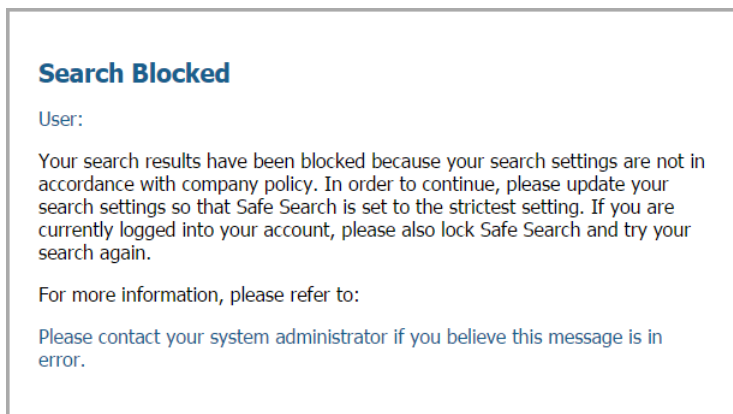 Search Blocked
User:
Your search results have been blocked because your search settings are not in
accordance with company policy. In order to continue, please update your
search settings so that Safe Search is set to the strictest setting. If you are
currently logged into your account, please also lock Safe Search and try your
search again.
For more information, please refer to:
Please contact your system administrator if you believe this message is in
error.